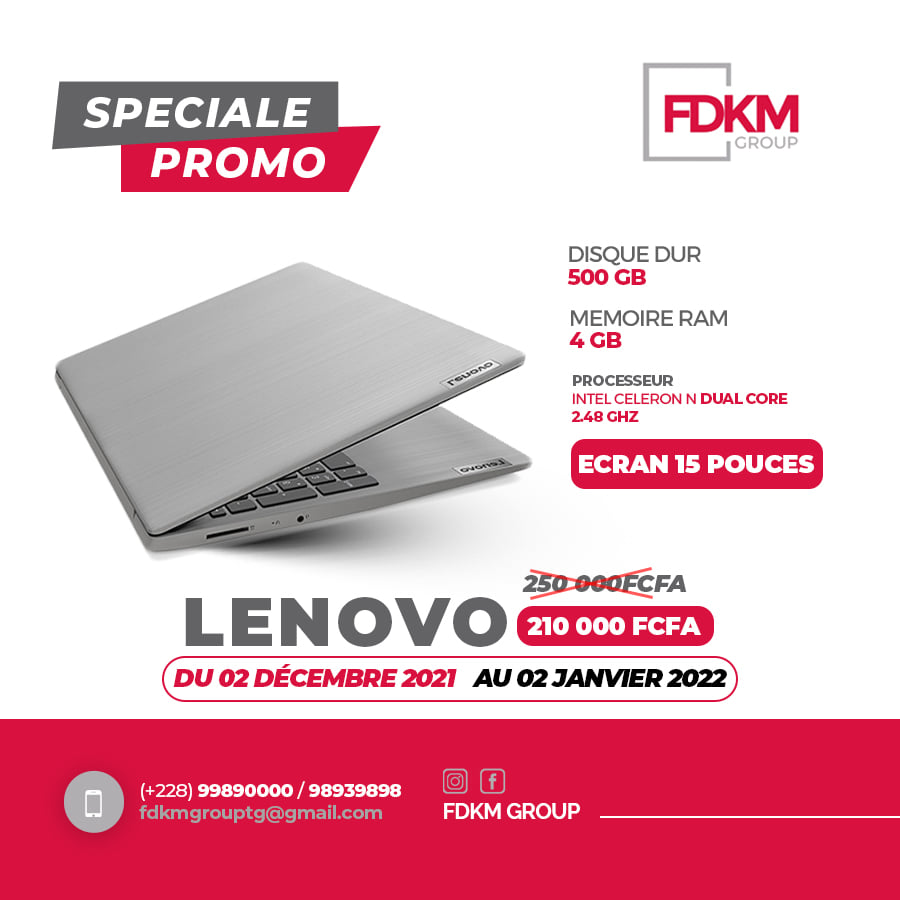 SPECIALE
PROMO
FDKM
GROUP
DISQUE DUR
500 GB
MEMOIRE RAM
4 GB
PROCESSEUR
INTEL CELERON N DUAL CORE
2.48 GHZ
ECRAN 15 POUCES
Lenovo
Lenovo
250 000FCFA
LENOVO
210 000 FCFA
DU 02 DÉCEMBRE 2021 AU 02 JANVIER 2022
(+228) 99890000 / 98939898
fdkmgrouptg@gmail.com
FDKM GROUP